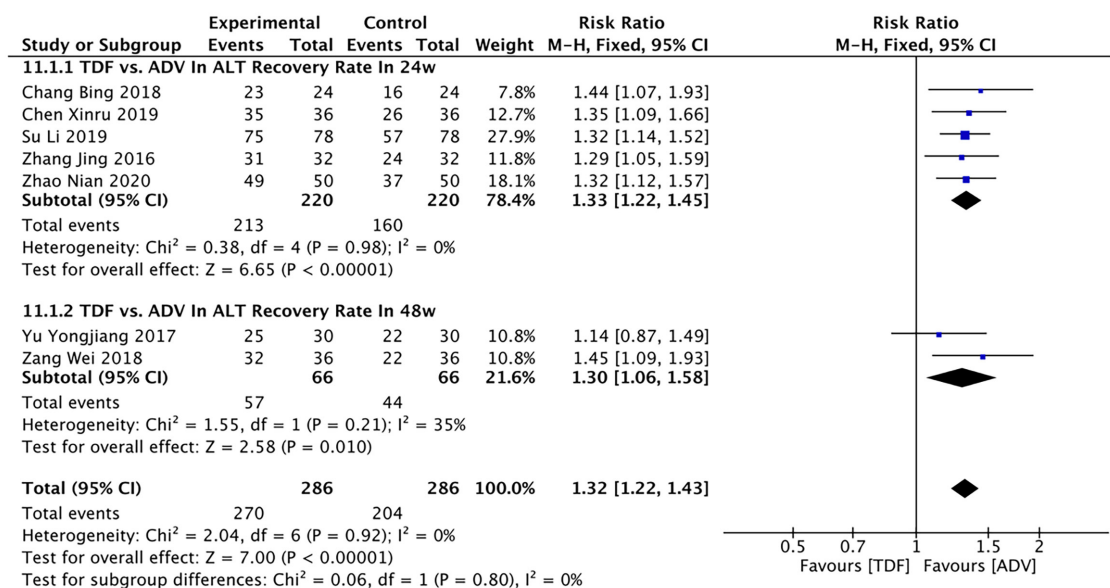 Experimental Control Risk Ratio Risk Ratio
Study or Subgroup Events Total Events Total Weight M-H, Fixed, 95% CI M-H, Fixed, 95% CI
11.1.1 TDF vs. ADV In ALT Recovery Rate In 24w
Chang Bing 2018 23 24 16 24 7.8% 1.44 [1.07, 1.93]
Chen Xinru 2019 35 36 26 36 12.7% 1.35 [1.09, 1.66]
Su Li 2019 75 78 57 78 27.9% 1.32 [1.14, 1.52]
Zhang Jing 2016 31 32 24 32 11.8% 1.29 [1.05, 1.59]
Zhao Nian 2020 49 50 37 50 18.1% 1.32 [1.12, 1.57]
Subtotal (95% CI) 220 220 78.4% 1.33 [1.22, 1.45]
Total events 213 160
Heterogeneity: Chi² = 0.38, df = 4 (P = 0.98); I² = 0%
Test for overall effect: Z = 6.65 (P < 0.00001)
11.1.2 TDF vs. ADV In ALT Recovery Rate In 48w
Yu Yongjiang 2017 25 30 22 30 10.8% 1.14 [0.87, 1.49]
Zang Wei 2018 32 36 22 36 10.8% 1.45 [1.09, 1.93]
Subtotal (95% CI) 66 66 21.6% 1.30 [1.06, 1.58]
Total events 57 44
Heterogeneity: Chi² = 1.55, df = 1 (P = 0.21); I² = 35%
Test for overall effect: Z = 2.58 (P = 0.010)
Total (95% CI) 286 286 100.0% 1.32 [1.22, 1.43]
Total events 270 204
Heterogeneity: Chi² = 2.04, df = 6 (P = 0.92); I² = 0%
Test for overall effect: Z = 7.00 (P < 0.00001)
Test for subgroup differences: Chi² = 0.06, df = 1 (P = 0.80), I² = 0%
0.5 0.7 1 1.5 2
Favours [TDF] Favours [ADV]